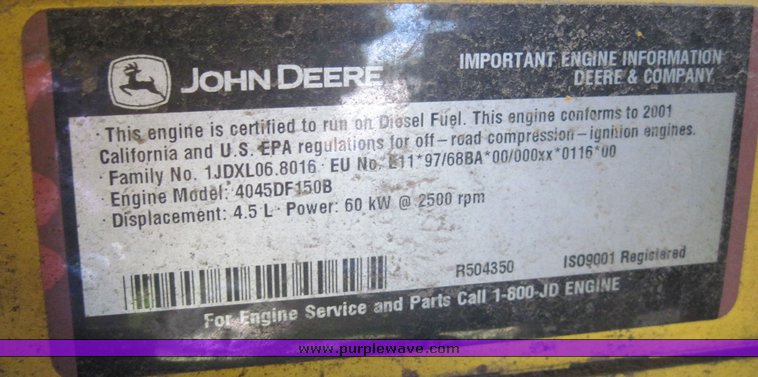 JOHN DEERE
IMPORTANT ENGINE INFORMATION
DEERE & COMPANY
· This engine is certified to run on Diesel Fuel. This engine conforms to 2001
California and U.S. EPA regulations for off-road compression-ignition engines.
· Family No. 1JDXL06.8016 · EU No. E11*97/68BA*00/000xx*0116*00
· Engine Model: 4045DF150B
· Displacement: 4.5 L · Power: 60 kW @ 2500 rpm
R504350
ISO9001 Registered
For Engine Service and Parts Call 1-800-JD ENGINE
www.purplewave.com